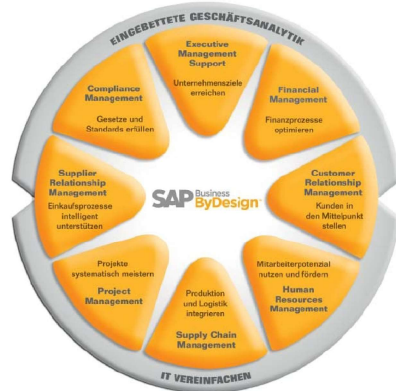 EINGEBETTETE GESCHÄFTSANALYTIK
Executive
Management
Support
Unternehmensziele
erreichen
Financial
Management
Finanzprozesse
optimieren
Customer
Relationship
Management
Kunden in
den Mittelpunkt
stellen
Mitarbeiterpotenzial
nutzen und fördern
Human
Resources
Management
Produktion
und Logistik
integrieren
Supply Chain
Management
Projekte
systematisch meistern
Project
Management
Supplier
Relationship
Management
Einkaufsprozesse
intelligent
unterstützen
Compliance
Management
Gesetze und
Standards erfüllen
SAP Business
ByDesign
IT VEREINFACHEN